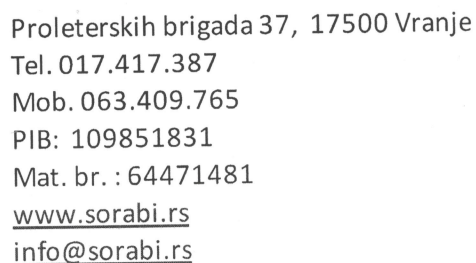 Proleterskih brigada 37, 17500 Vranje
Tel. 017.417.387
Mob. 063.409.765
PIB: 109851831
Mat. br. : 64471481
www.sorabi.rs
info@sorabi.rs